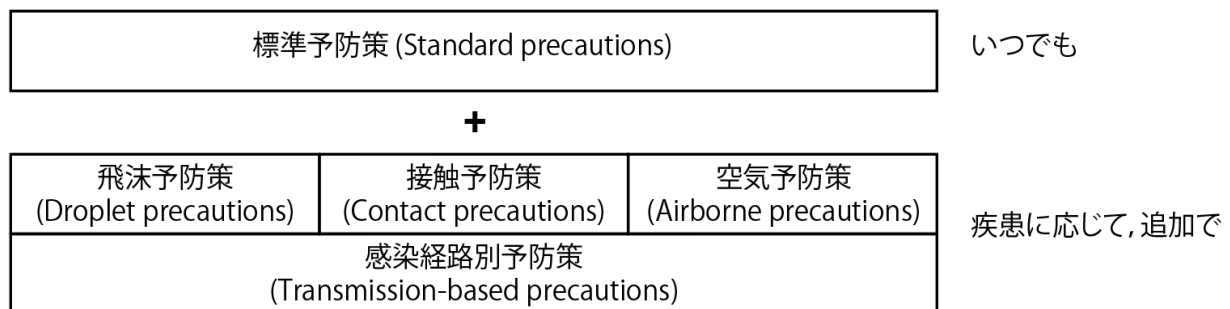 標準予防策 (Standard precautions)
いつでも
+
飛沫予防策
(Droplet precautions)
接触予防策
(Contact precautions)
空気予防策
(Airborne precautions)
疾患に応じて, 追加で
感染経路別予防策
(Transmission-based precautions)